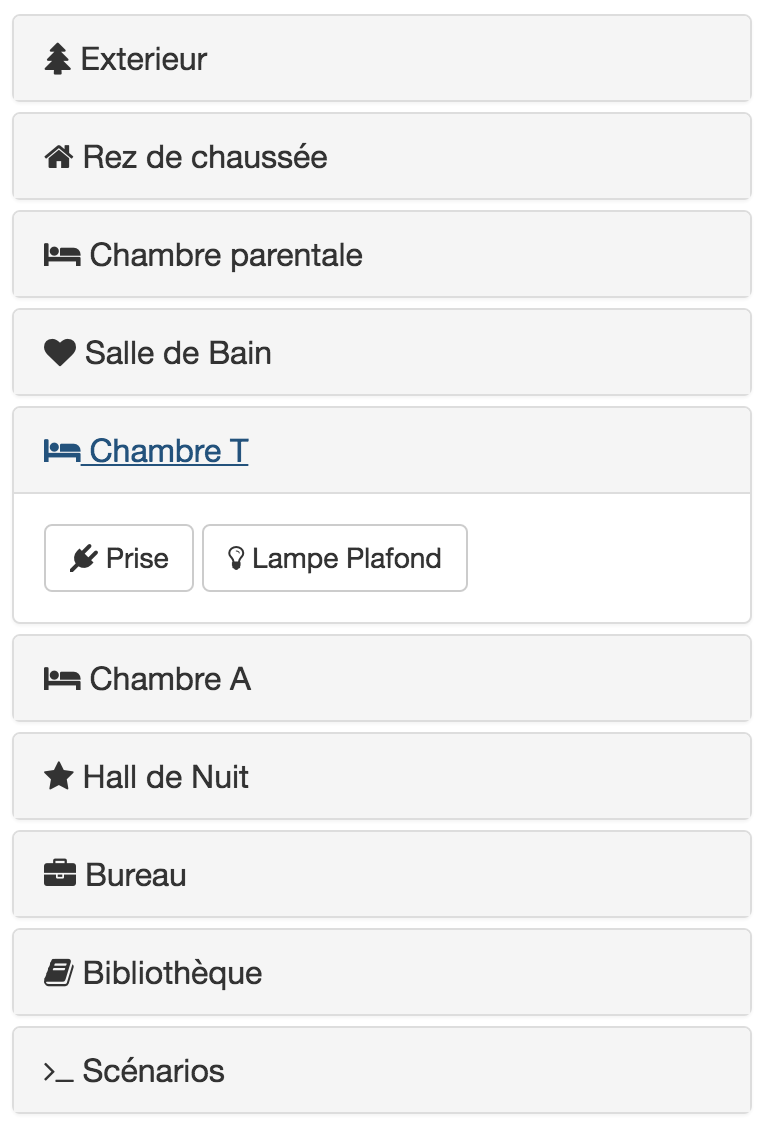 Exterieur
Rez de chaussée
Chambre parentale
Salle de Bain
Chambre T
Prise Lampe Plafond
Chambre A
Hall de Nuit
Bureau
Bibliothèque
Scénarios